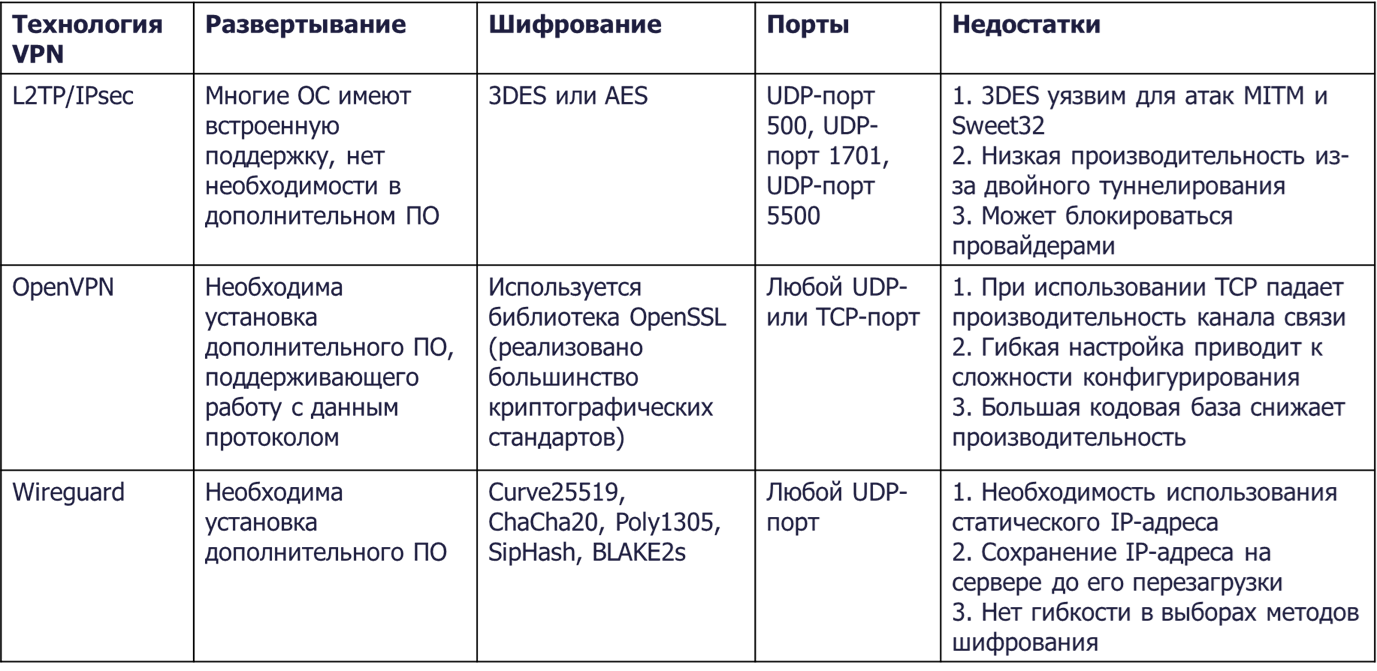 Технология
VPN
Развертывание
Шифрование
Порты
Недостатки
L2TP/IPsec
Многие ОС имеют
встроенную
поддержку, нет
необходимости в
дополнительном ПО
3DES или AES
UDP-порт
500, UDP-
порт 1701,
UDP-порт
5500
1. 3DES уязвим для атак MITM и
Sweet32
2. Низкая производительность из-
за двойного туннелирования
3. Может блокироваться
провайдерами
OpenVPN
Необходима
установка
дополнительного ПО,
поддерживающего
работу с данным
протоколом
Используется
библиотека OpenSSL
(реализовано
большинство
криптографических
стандартов)
Любой UDP-
или TCP-порт
1. При использовании TCP падает
производительность канала связи
2. Гибкая настройка приводит к
сложности конфигурирования
3. Большая кодовая база снижает
производительность
Wireguard
Необходима
установка
дополнительного ПО
Curve25519,
ChaCha20, Poly1305,
SipHash, BLAKE2s
Любой UDP-
порт
1. Необходимость использования
статического IP-адреса
2. Сохранение IP-адреса на
сервере до его перезагрузки
3. Нет гибкости в выборах методов
шифрования